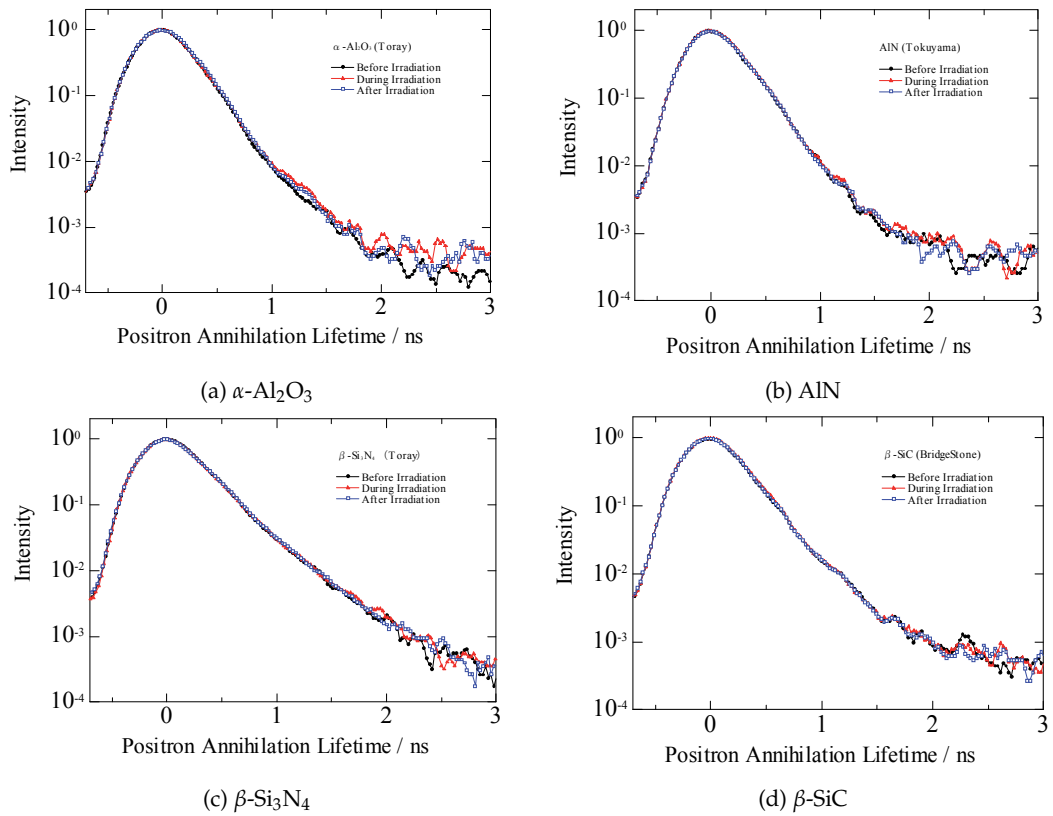 α-Al₂O₃ (Toray)
Before Irradiation
During Irradiation
After Irradiation
10⁰
10⁻¹
10⁻²
10⁻³
10⁻⁴
Intensity
0
1
2
3
Positron Annihilation Lifetime / ns
(a) α-Al₂O₃
AlN (Tokuyama)
Before Irradiation
During Irradiation
After Irradiation
10⁰
10⁻¹
10⁻²
10⁻³
10⁻⁴
Intensity
0
1
2
3
Positron Annihilation Lifetime / ns
(b) AlN
β-Si₃N₄ (Toray)
Before Irradiation
During Irradiation
After Irradiation
10⁰
10⁻¹
10⁻²
10⁻³
10⁻⁴
Intensity
0
1
2
3
Positron Annihilation Lifetime / ns
(c) β-Si₃N₄
β-SiC (BridgeStone)
Before Irradiation
During Irradiation
After Irradiation
10⁰
10⁻¹
10⁻²
10⁻³
10⁻⁴
Intensity
0
1
2
3
Positron Annihilation Lifetime / ns
(d) β-SiC